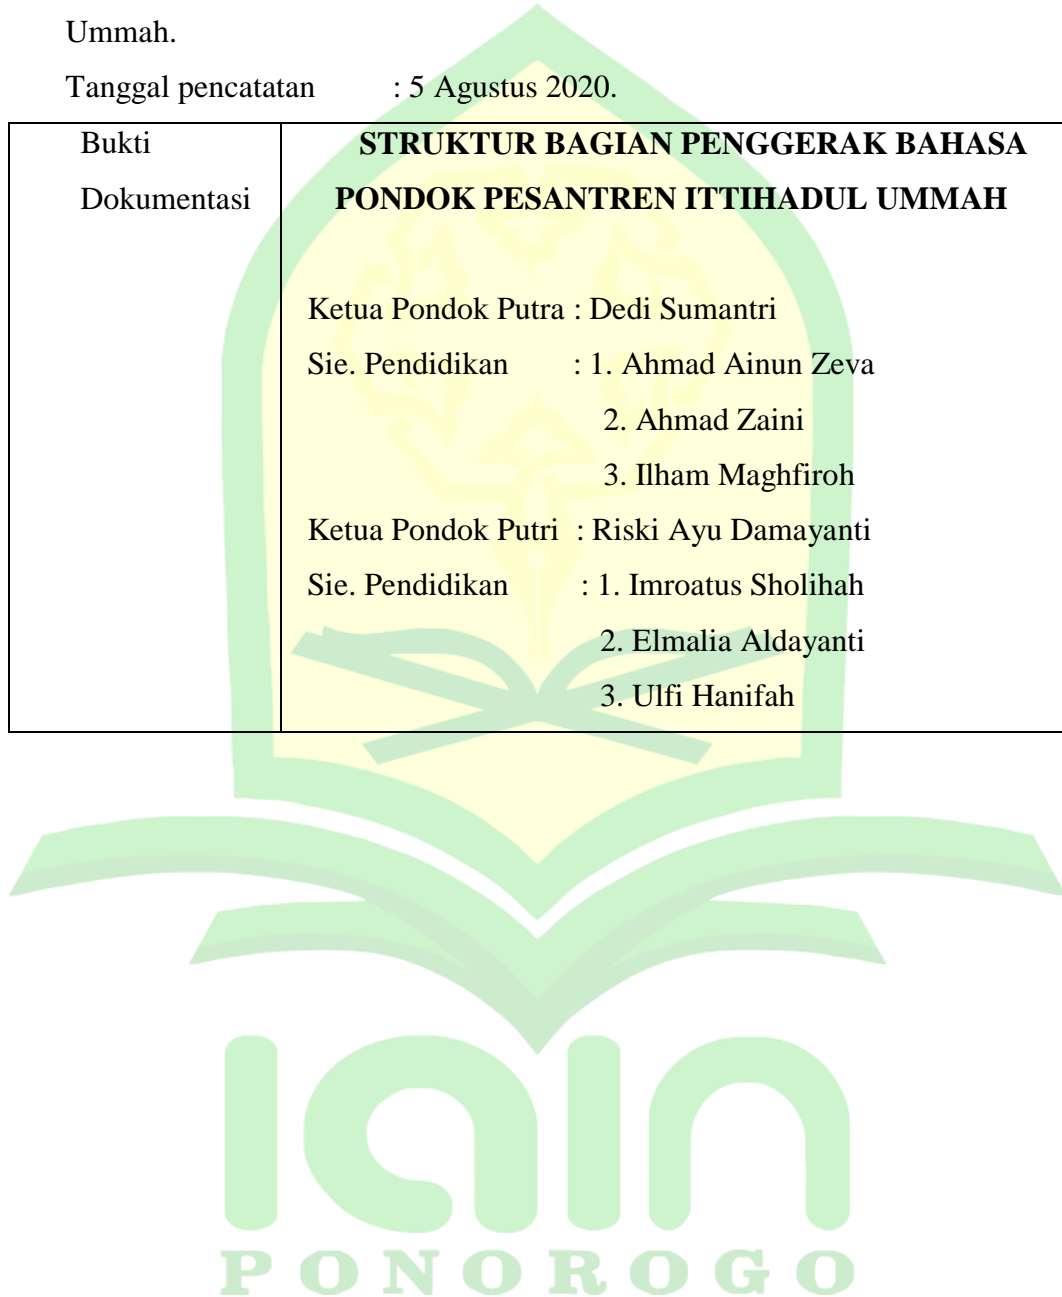 Ummah.
Tanggal pencatatan : 5 Agustus 2020.
Bukti
Dokumentasi
STRUKTUR BAGIAN PENGGERAK BAHASA
PONDOK PESANTREN ITTIHADUL UMMAH
Ketua Pondok Putra : Dedi Sumantri
Sie. Pendidikan : 1. Ahmad Ainun Zeva
2. Ahmad Zaini
3. Ilham Maghfiroh
Ketua Pondok Putri : Riski Ayu Damayanti
Sie. Pendidikan : 1. Imroatus Sholihah
2. Elmalia Aldayanti
3. Ulfi Hanifah
IAIN
PONOROGO